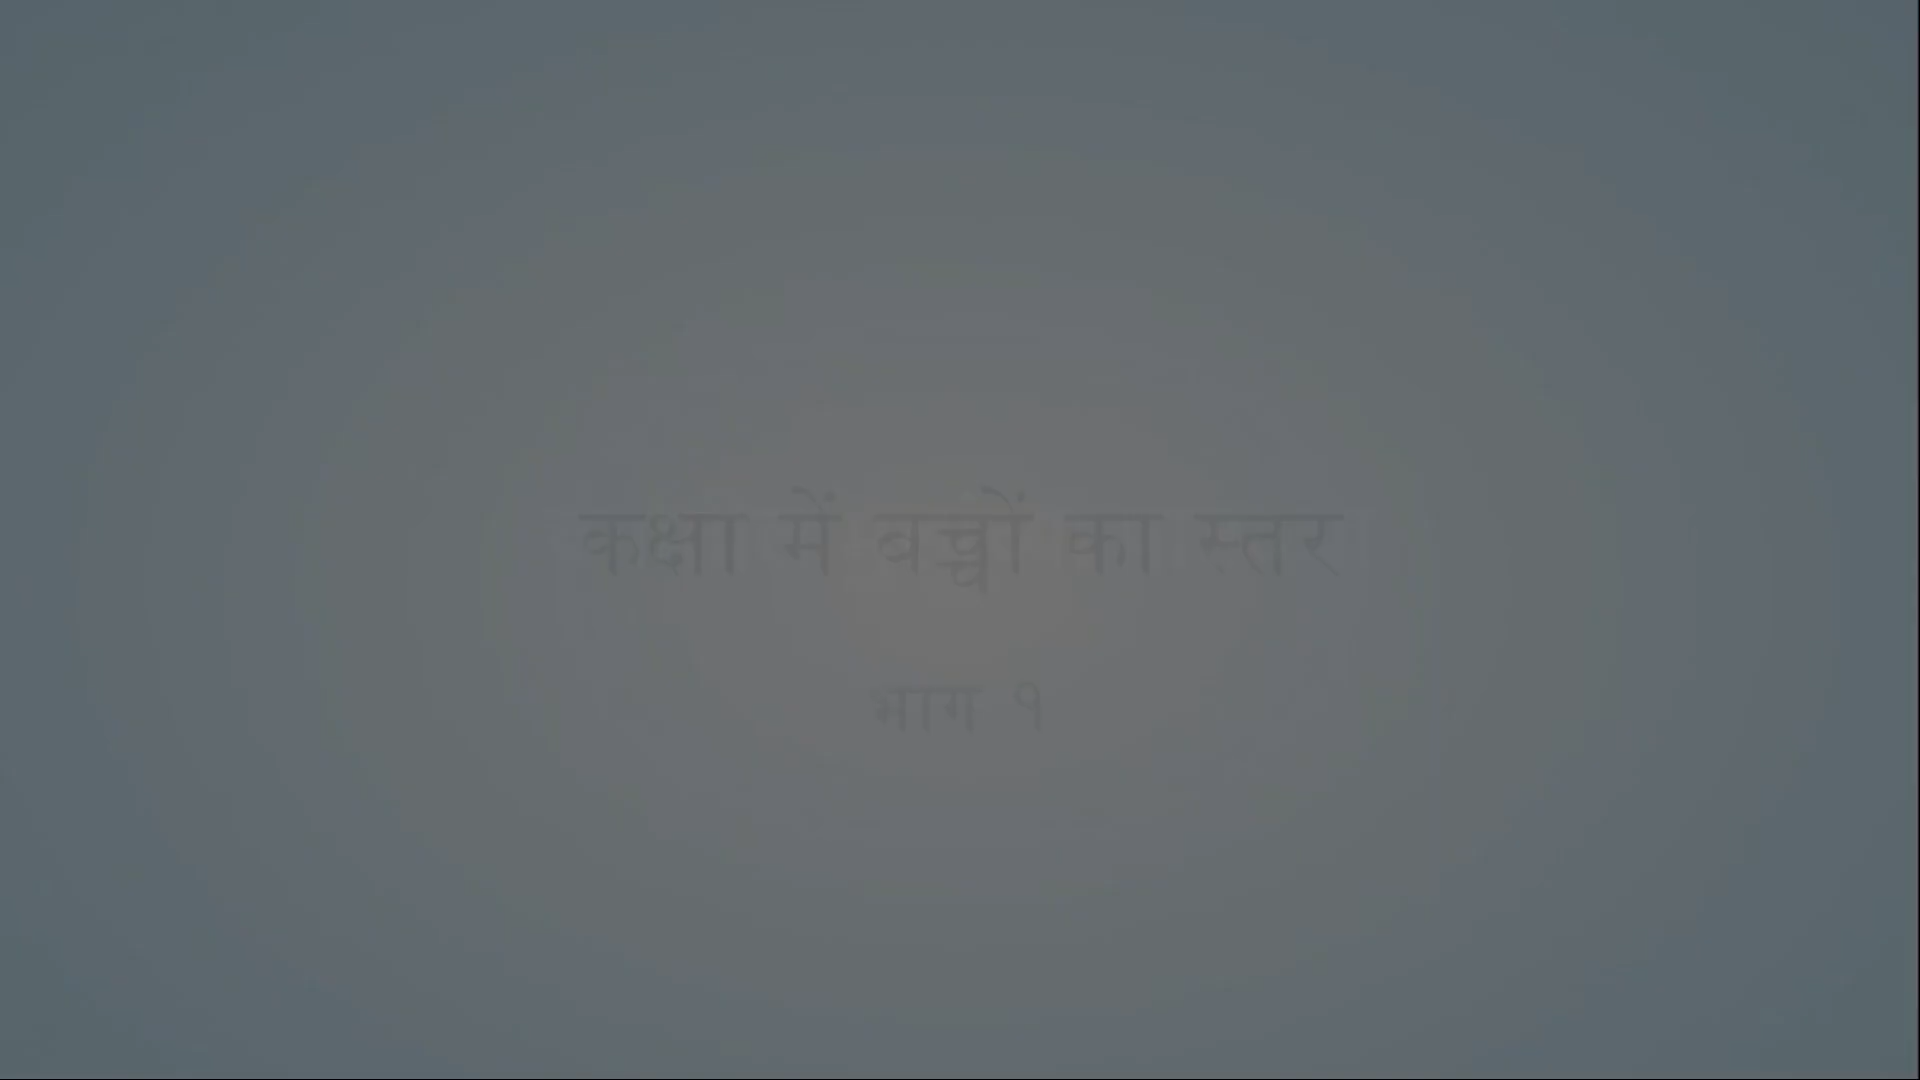 कक्षा में बच्चों का स्तर
भाग १